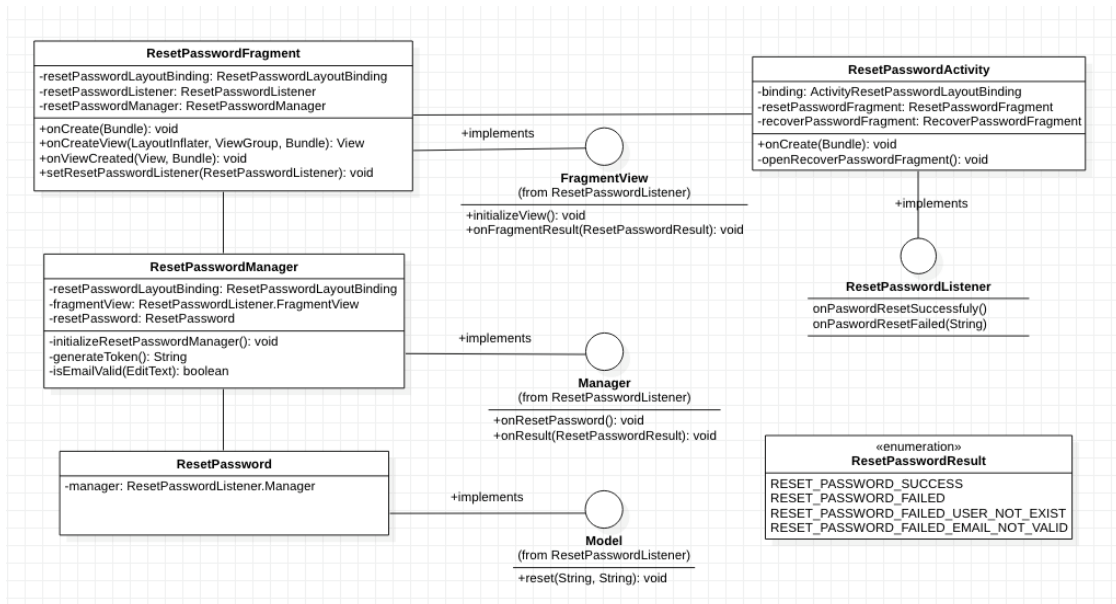 ResetPasswordFragment
-resetPasswordLayoutBinding: ResetPasswordLayoutBinding
-resetPasswordListener: ResetPasswordListener
-resetPasswordManager: ResetPasswordManager
+onCreate(Bundle): void
+onCreateView(LayoutInflater, ViewGroup, Bundle): View
+onViewCreated(View, Bundle): void
+setResetPasswordListener(ResetPasswordListener): void
ResetPasswordActivity
-binding: ActivityResetPasswordLayoutBinding
-resetPasswordFragment: ResetPasswordFragment
-recoverPasswordFragment: RecoverPasswordFragment
+onCreate(Bundle): void
-openRecoverPasswordFragment(): void
+implements
FragmentView
(from ResetPasswordListener)
+initializeView(): void
+onFragmentResult(ResetPasswordResult): void
+implements
ResetPasswordListener
onPaswordResetSuccessfuly()
onPaswordResetFailed(String)
ResetPasswordManager
-resetPasswordLayoutBinding: ResetPasswordLayoutBinding
-fragmentView: ResetPasswordListener.FragmentView
-resetPassword: ResetPassword
-initializeResetPasswordManager(): void
-generateToken(): String
-isEmailValid(EditText): boolean
+implements
Manager
(from ResetPasswordListener)
+onResetPassword(): void
+onResult(ResetPasswordResult): void
ResetPassword
-manager: ResetPasswordListener.Manager
+implements
Model
(from ResetPasswordListener)
+reset(String, String): void
«enumeration»
ResetPasswordResult
RESET_PASSWORD_SUCCESS
RESET_PASSWORD_FAILED
RESET_PASSWORD_FAILED_USER_NOT_EXIST
RESET_PASSWORD_FAILED_EMAIL_NOT_VALID